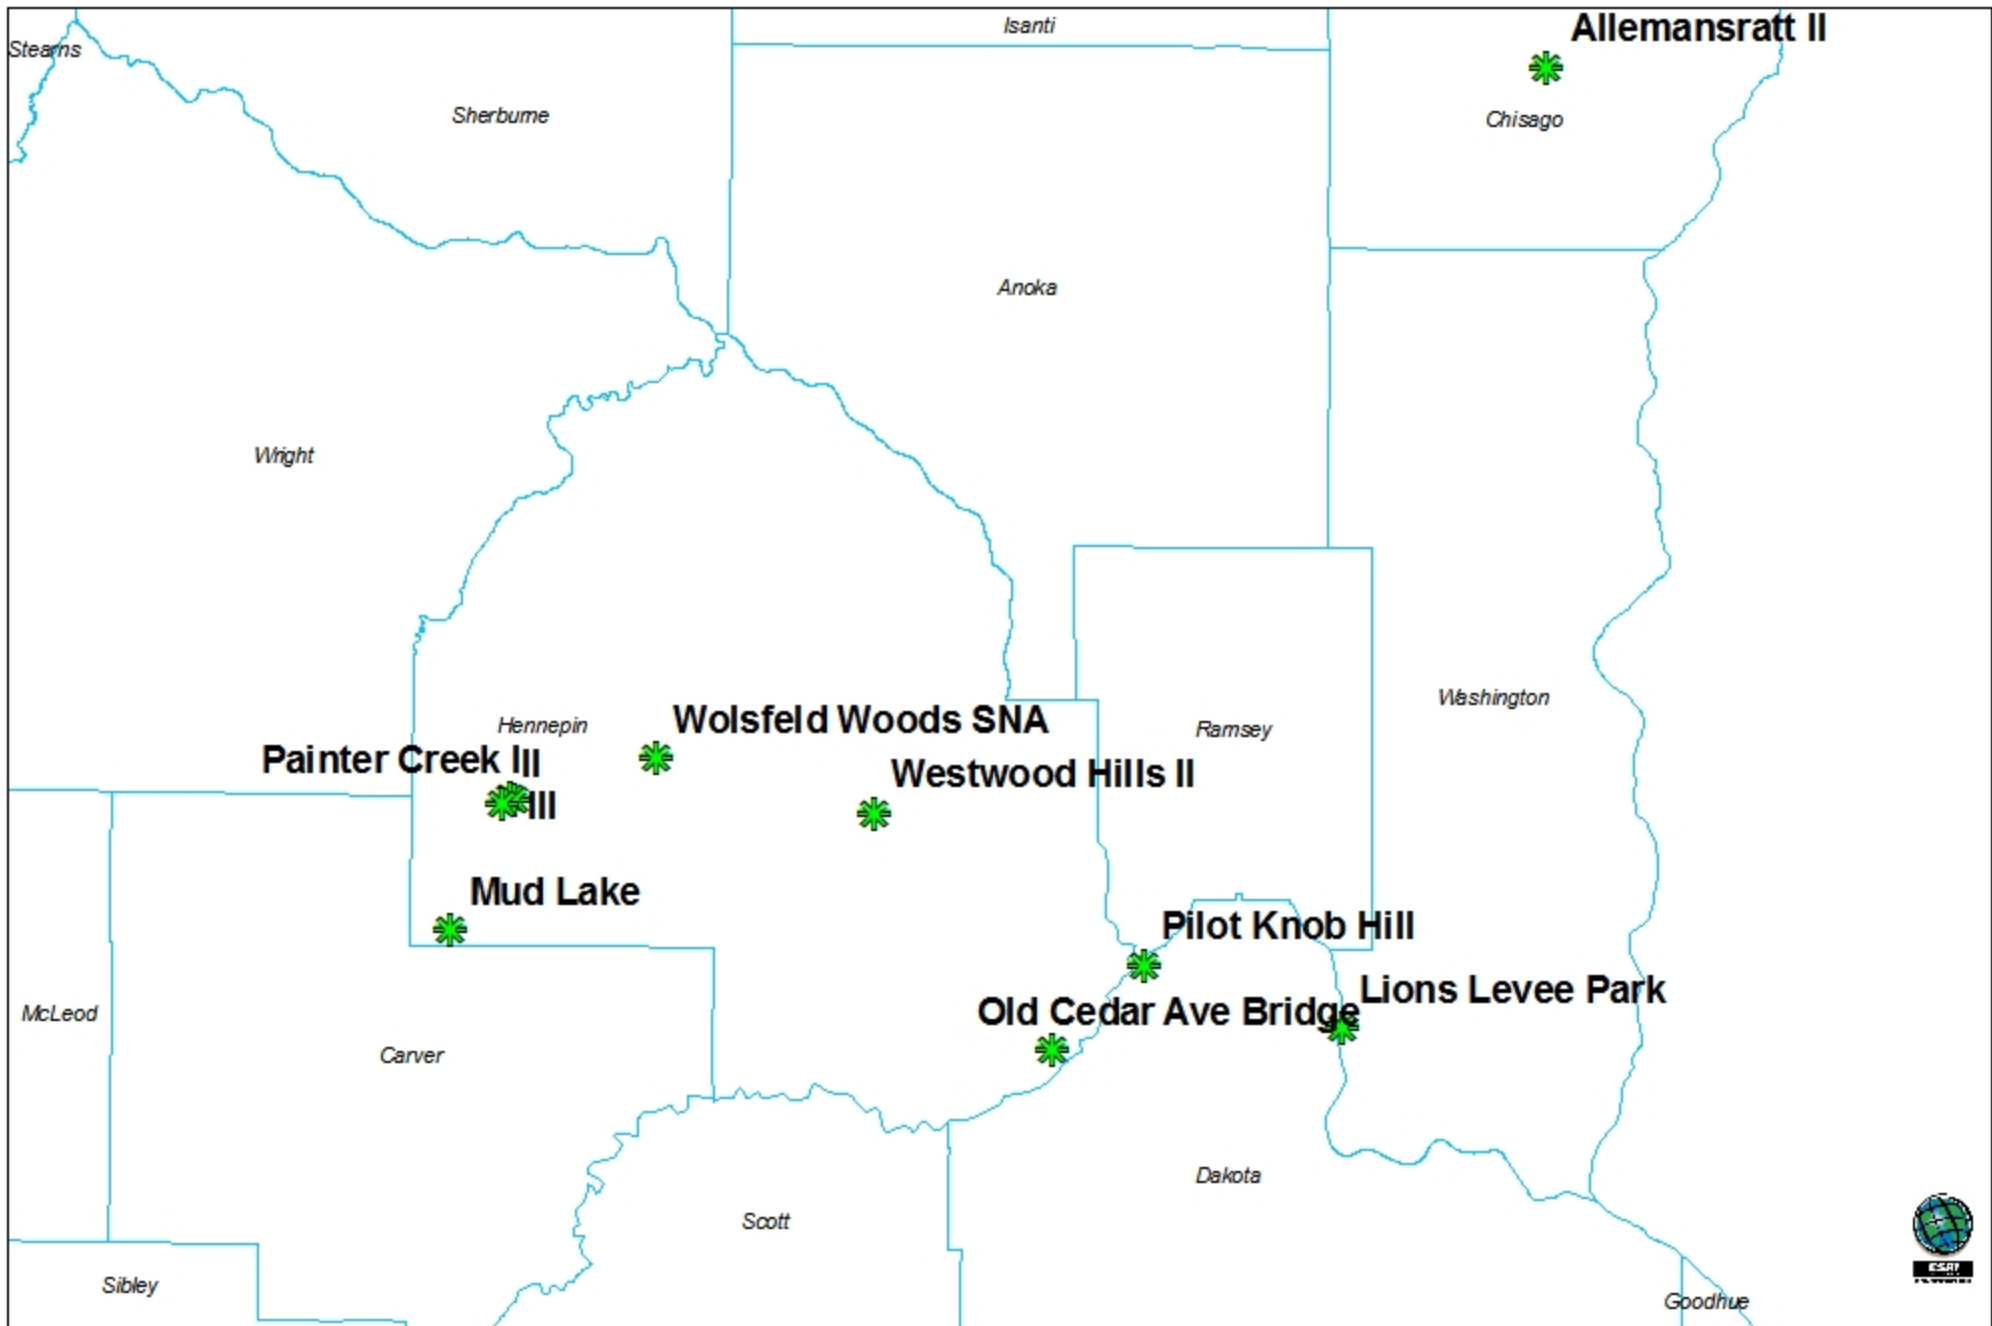 Isanti
Allemansratt II
Stearns
Sherburne
Chisago
Anoka
Wright
Washington
Hennepin
Wolsfeld Woods SNA
Ramsey
Painter Creek I
II
Westwood Hills II
III
Mud Lake
Pilot Knob Hill
Lions Levee Park
McLeod
Old Cedar Ave Bridge
Carver
Dakota
Scott
ESRI
Sibley
Goodhue